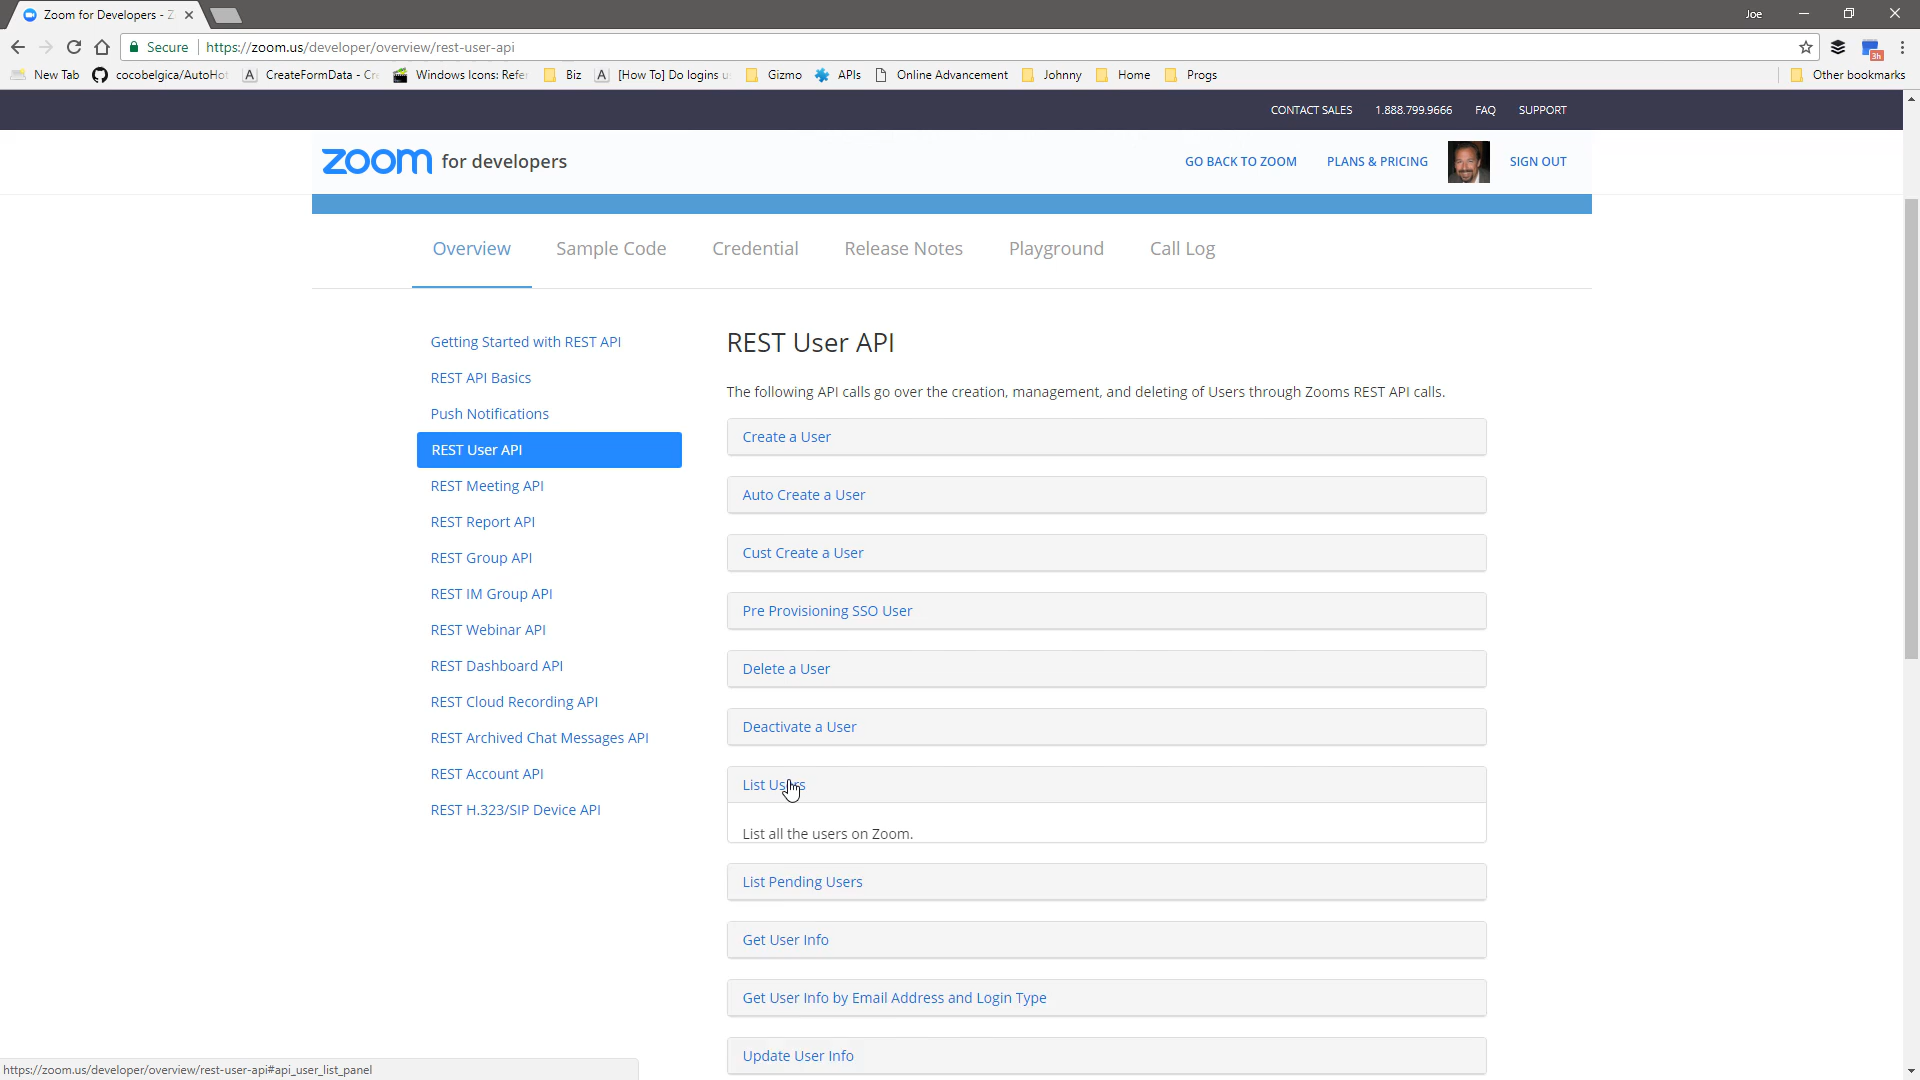 Zoom for Developers - Z
Joe
Secure
https://zoom.us/developer/overview/rest-user-api
New Tab
cocobelgica/AutoHot
CreateFormData - Cr
Windows Icons: Refe
Biz
[How To] Do logins u
Gizmo
APIs
Online Advancement
Johnny
Home
Progs
Other bookmarks
3h
CONTACT SALES 1.888.799.9666 FAQ SUPPORT
zoom for developers
GO BACK TO ZOOM PLANS & PRICING SIGN OUT
Overview Sample Code Credential Release Notes Playground Call Log
Getting Started with REST API
REST API Basics
Push Notifications
REST User API
REST Meeting API
REST Report API
REST Group API
REST IM Group API
REST Webinar API
REST Dashboard API
REST Cloud Recording API
REST Archived Chat Messages API
REST Account API
REST H.323/SIP Device API
REST User API
The following API calls go over the creation, management, and deleting of Users through Zooms REST API calls.
Create a User
Auto Create a User
Cust Create a User
Pre Provisioning SSO User
Delete a User
Deactivate a User
List Users
List all the users on Zoom.
List Pending Users
Get User Info
Get User Info by Email Address and Login Type
Update User Info
https://zoom.us/developer/overview/rest-user-api#api_user_list_panel